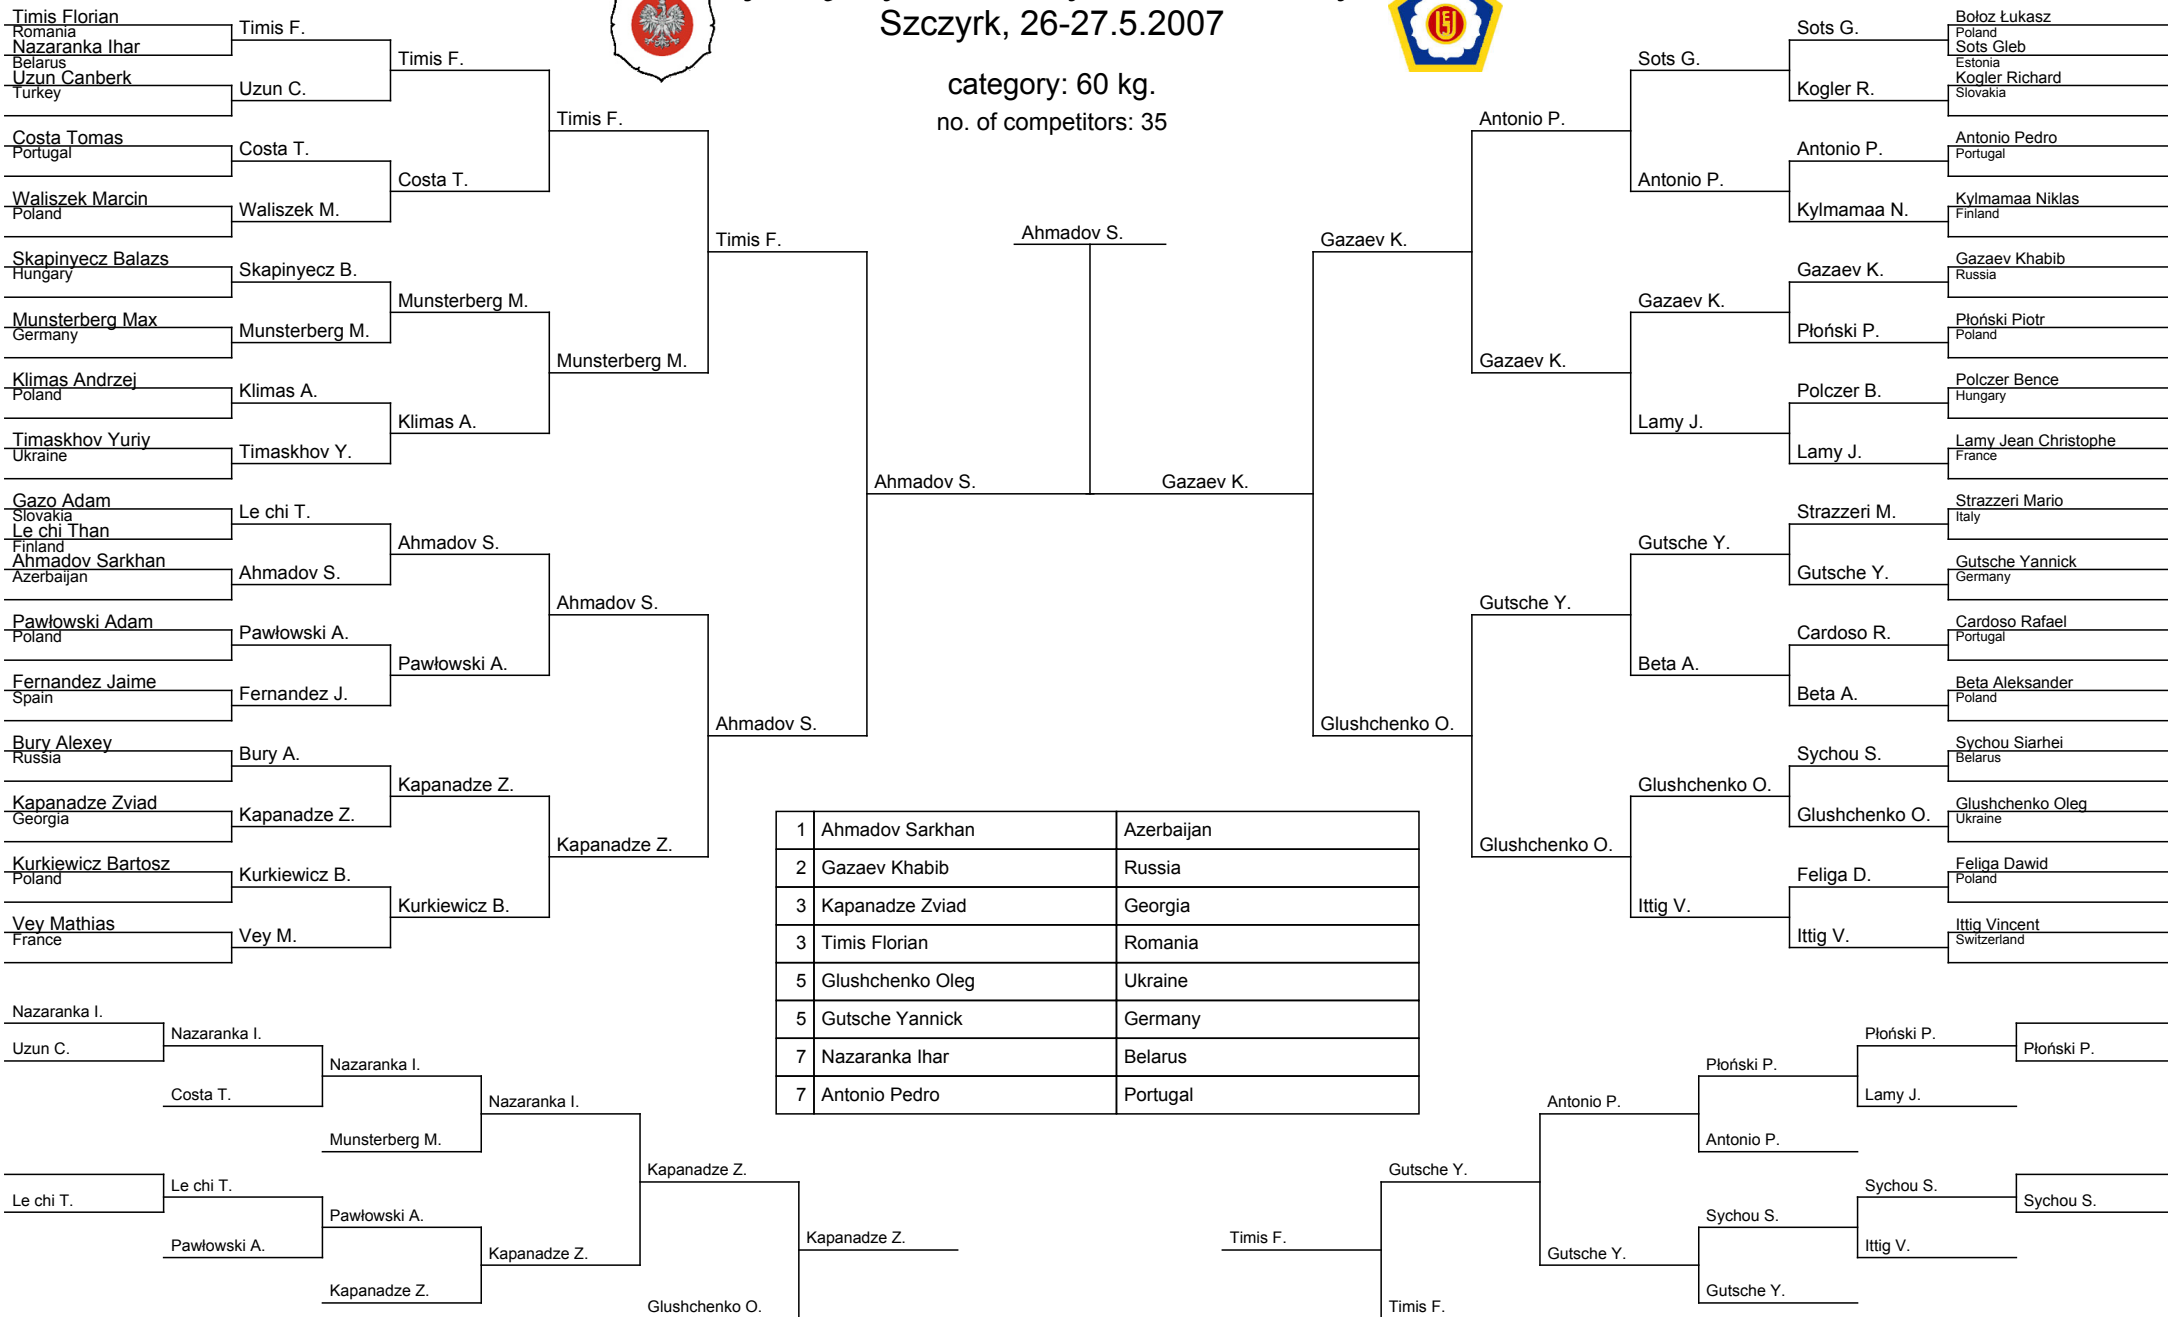 Szczyrk, 26-27.5.2007
category: 60 kg.
no. of competitors: 35
Timis Florian
Romania
Nazaranka Ihar
Belarus
Uzun Canberk
Turkey
Costa Tomas
Portugal
Waliszek Marcin
Poland
Skapinyecz Balazs
Hungary
Munsterberg Max
Germany
Klimas Andrzej
Poland
Timaskhov Yuriy
Ukraine
Gazo Adam
Slovakia
Le chi Than
Finland
Ahmadov Sarkhan
Azerbaijan
Pawłowski Adam
Poland
Fernandez Jaime
Spain
Bury Alexey
Russia
Kapanadze Zviad
Georgia
Kurkiewicz Bartosz
Poland
Vey Mathias
France
Timis F.
Uzun C.
Costa T.
Waliszek M.
Skapinyecz B.
Munsterberg M.
Klimas A.
Timaskhov Y.
Le chi T.
Ahmadov S.
Pawłowski A.
Fernandez J.
Bury A.
Kapanadze Z.
Kurkiewicz B.
Vey M.
Timis F.
Costa T.
Munsterberg M.
Klimas A.
Ahmadov S.
Pawłowski A.
Kapanadze Z.
Kurkiewicz B.
Timis F.
Munsterberg M.
Ahmadov S.
Kapanadze Z.
Timis F.
Ahmadov S.
Ahmadov S.
Ahmadov S.
Gazaev K.
Gazaev K.
Glushchenko O.
Antonio P.
Gazaev K.
Gutsche Y.
Glushchenko O.
Sots G.
Antonio P.
Gazaev K.
Lamy J.
Gutsche Y.
Beta A.
Glushchenko O.
Ittig V.
Sots G.
Kogler R.
Antonio P.
Kylmamaa N.
Gazaev K.
Płoński P.
Polczer B.
Lamy J.
Strazzeri M.
Gutsche Y.
Cardoso R.
Beta A.
Sychou S.
Glushchenko O.
Feliga D.
Ittig V.
Bołoz Łukasz
Poland
Sots Gleb
Estonia
Kogler Richard
Slovakia
Antonio Pedro
Portugal
Kylmamaa Niklas
Finland
Gazaev Khabib
Russia
Płoński Piotr
Poland
Polczer Bence
Hungary
Lamy Jean Christophe
France
Strazzeri Mario
Italy
Gutsche Yannick
Germany
Cardoso Rafael
Portugal
Beta Aleksander
Poland
Sychou Siarhei
Belarus
Glushchenko Oleg
Ukraine
Feliga Dawid
Poland
Ittig Vincent
Switzerland
1 Ahmadov Sarkhan Azerbaijan
2 Gazaev Khabib Russia
3 Kapanadze Zviad Georgia
3 Timis Florian Romania
5 Glushchenko Oleg Ukraine
5 Gutsche Yannick Germany
7 Nazaranka Ihar Belarus
7 Antonio Pedro Portugal
Nazaranka I.
Uzun C.
Le chi T.
Nazaranka I.
Costa T.
Le chi T.
Pawłowski A.
Nazaranka I.
Munsterberg M.
Pawłowski A.
Kapanadze Z.
Nazaranka I.
Kapanadze Z.
Kapanadze Z.
Glushchenko O.
Kapanadze Z.
Timis F.
Gutsche Y.
Timis F.
Antonio P.
Gutsche Y.
Płoński P.
Antonio P.
Sychou S.
Gutsche Y.
Płoński P.
Lamy J.
Sychou S.
Ittig V.
Płoński P.
Sychou S.